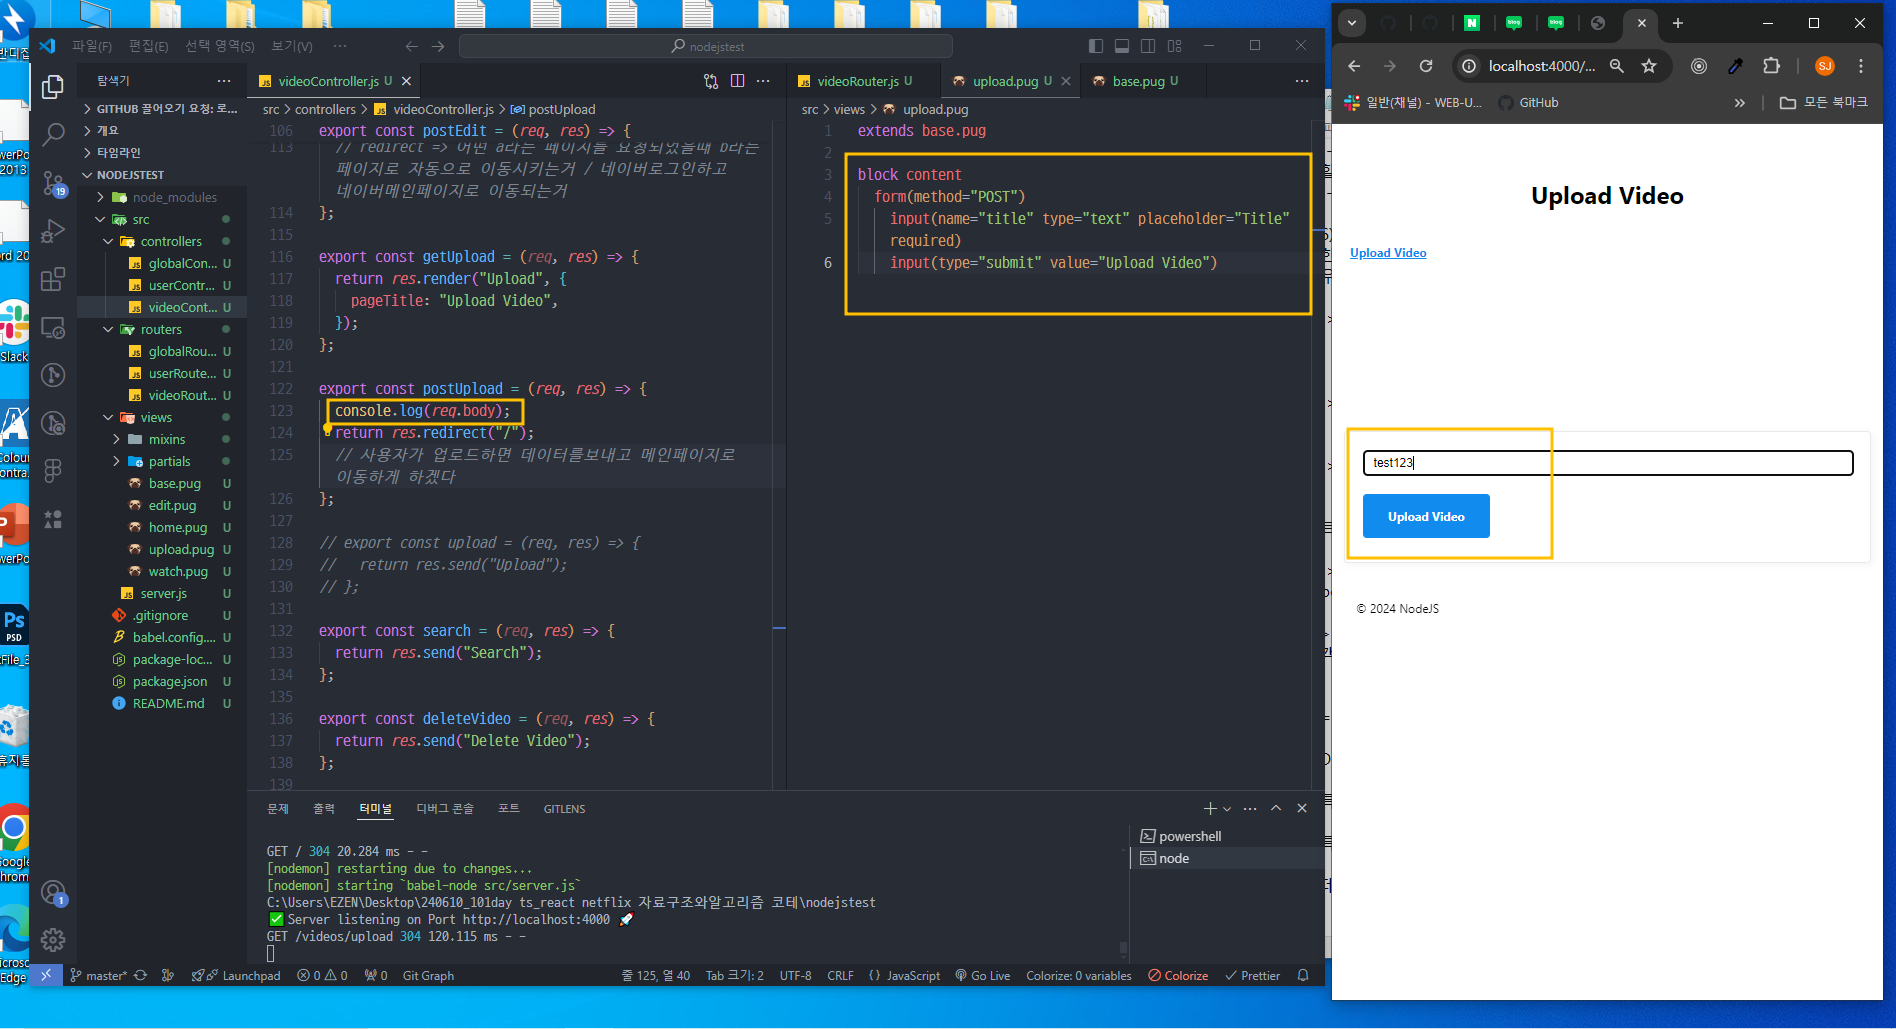 파일(F) 편집(E) 선택 영역(S) 보기(V) ··· nodejstest
탐색기 ···
GITHUB 끌어오기 요청: 로...
개요
타임라인
NODEJSTEST
node_modules
src
controllers
globalCon... U
userContr... U
videoCont... U
routers
globalRou... U
userRoute... U
videoRout... U
views
mixins
partials
base.pug U
edit.pug U
home.pug U
upload.pug U
watch.pug U
server.js U
.gitignore U
babel.config.... U
package-loc... U
package.json U
README.md U
19
1
videoController.js U
src > controllers > videoController.js > postUpload
106 export const postEdit = (req, res) => {
113 // redirect => 어떤 a라는 페이지를 요청되었을때 b라는
페이지로 자동으로 이동시키는거 / 네이버로그인하고
네이버메인페이지로 이동되는거
114 };
115
116 export const getUpload = (req, res) => {
117 return res.render("Upload", {
118 pageTitle: "Upload Video",
119 });
120 };
121
122 export const postUpload = (req, res) => {
123 console.log(req.body);
124 return res.redirect("/");
125 // 사용자가 업로드하면 데이터를보내고 메인페이지로
이동하게 하겠다
126 };
127
128 // export const upload = (req, res) => {
129 //   return res.send("Upload");
130 // };
131
132 export const search = (req, res) => {
133 return res.send("Search");
134 };
135
136 export const deleteVideo = (req, res) => {
137 return res.send("Delete Video");
138 };
139
videoRouter.js U upload.pug U base.pug U
src > views > upload.pug
1 extends base.pug
2
3 block content
4 form(method="POST")
5 input(name="title" type="text" placeholder="Title"
required)
6 input(type="submit" value="Upload Video")
문제 출력 터미널 디버그 콘솔 포트 GITLENS
GET / 304 20.284 ms - -
[nodemon] restarting due to changes...
[nodemon] starting `babel-node src/server.js`
C:\Users\EZEN\Desktop\240610_101day ts_react netflix 자료구조와알고리즘 코테\nodejstest
✅ Server listening on Port http://localhost:4000 🚀
GET /videos/upload 304 120.115 ms - -
powershell
node
master* Launchpad 0 0 0 Git Graph 줄 125, 열 40 Tab 크기: 2 UTF-8 CRLF {} JavaScript Go Live Colorize: 0 variables Colorize Prettier
localhost:4000/... SJ
일반(채널) - WEB-U... GitHub » 모든 북마크
Upload Video
Upload Video
test123
Upload Video
© 2024 NodeJS
2013
Slack
Ps
PSD